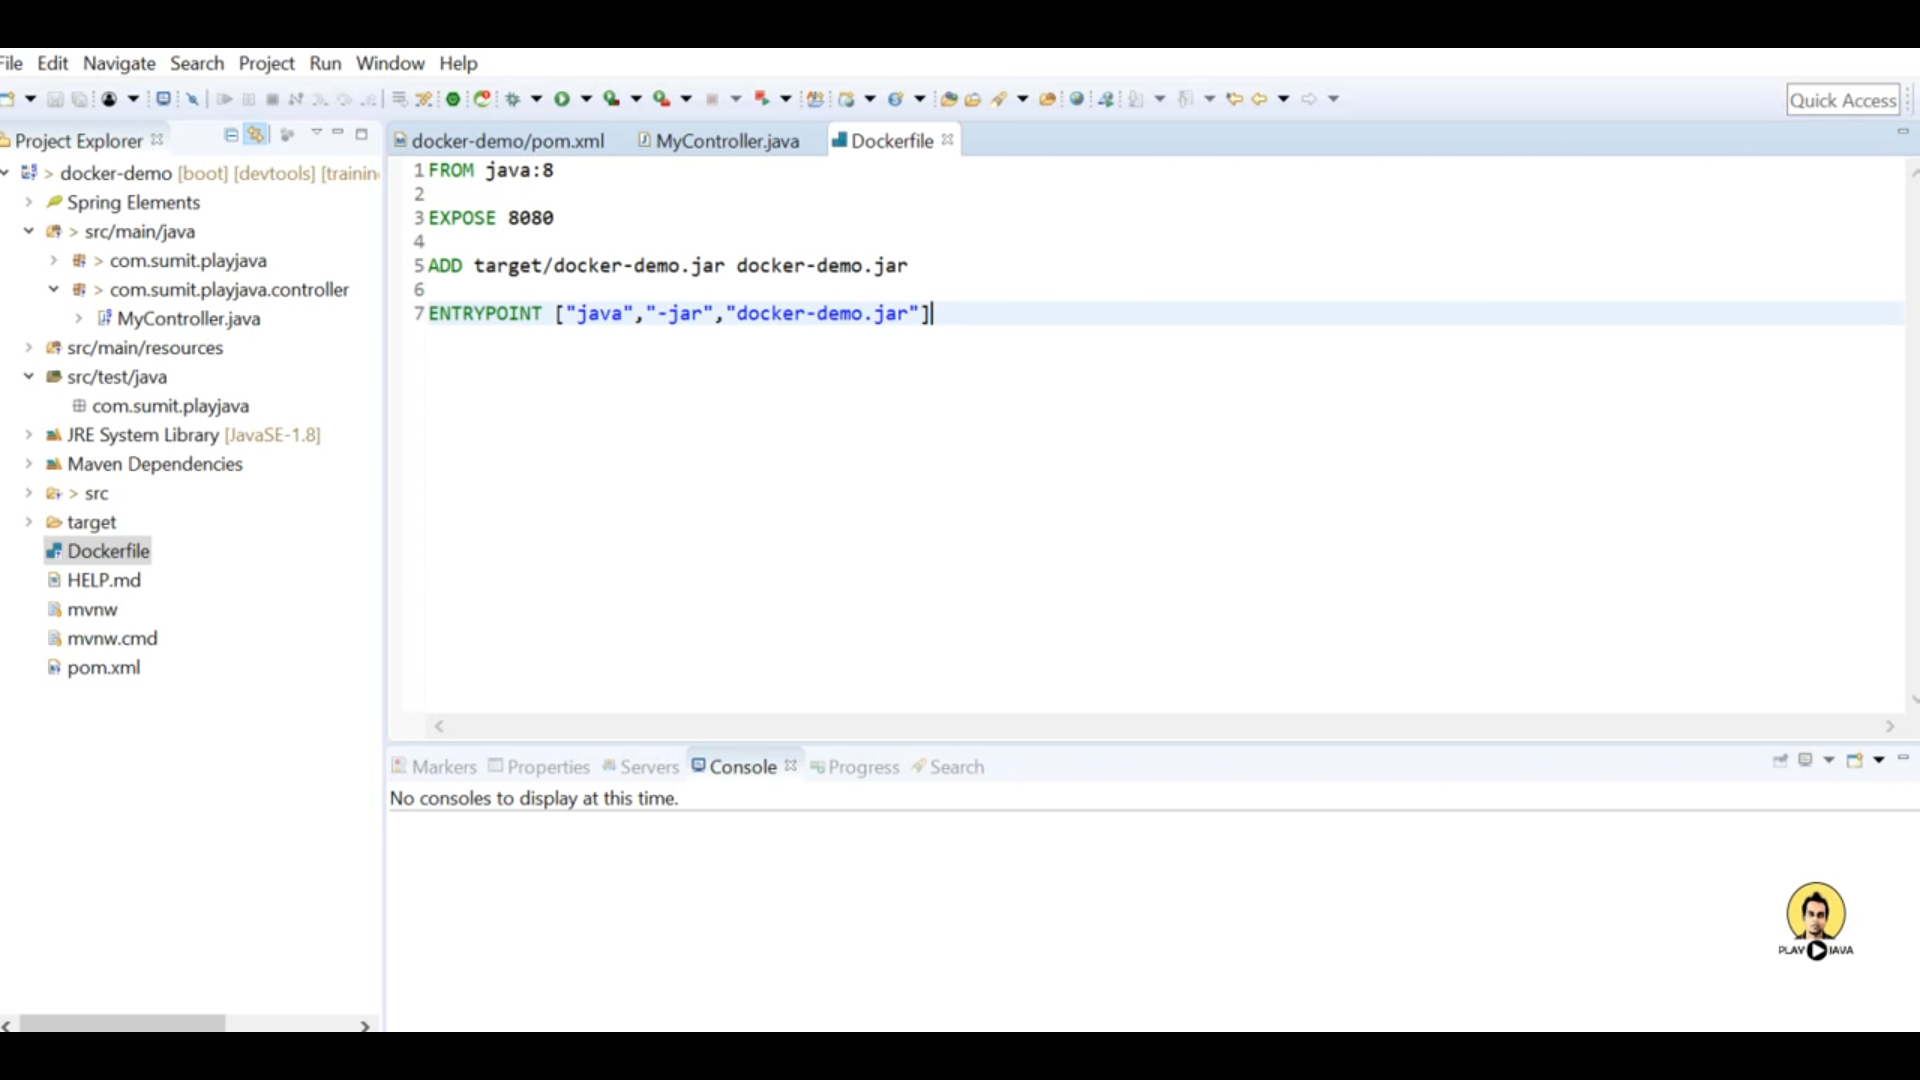 File Edit Navigate Search Project Run Window Help
Quick Access
Project Explorer
docker-demo/pom.xml
MyController.java
Dockerfile
> docker-demo [boot] [devtools] [trainin
Spring Elements
> src/main/java
> com.sumit.playjava
> com.sumit.playjava.controller
MyController.java
src/main/resources
src/test/java
com.sumit.playjava
JRE System Library [JavaSE-1.8]
Maven Dependencies
> src
target
Dockerfile
HELP.md
mvnw
mvnw.cmd
pom.xml
1 FROM java:8
2
3 EXPOSE 8080
4
5 ADD target/docker-demo.jar docker-demo.jar
6
7 ENTRYPOINT ["java","-jar","docker-demo.jar"]
Markers Properties Servers Console Progress Search
No consoles to display at this time.
PLAY JAVA